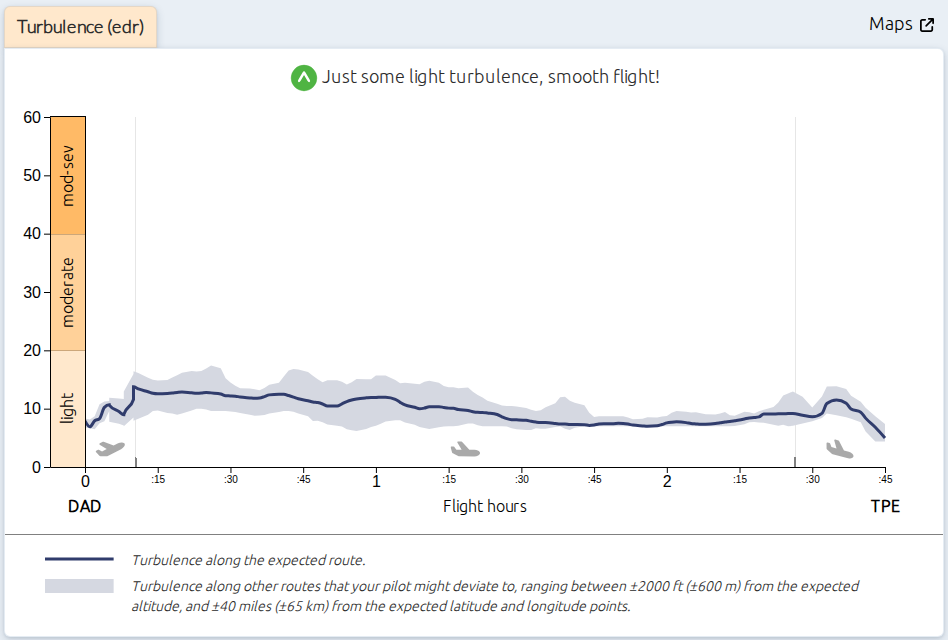 Turbulence (edr)
Maps
Just some light turbulence, smooth flight!
60
50
40
30
20
10
0
mod-sev
moderate
light
0 :15 :30 :45 1 :15 :30 :45 2 :15 :30 :45
DAD Flight hours TPE
Turbulence along the expected route.
Turbulence along other routes that your pilot might deviate to, ranging between ±2000 ft (±600 m) from the expected
altitude, and ±40 miles (±65 km) from the expected latitude and longitude points.